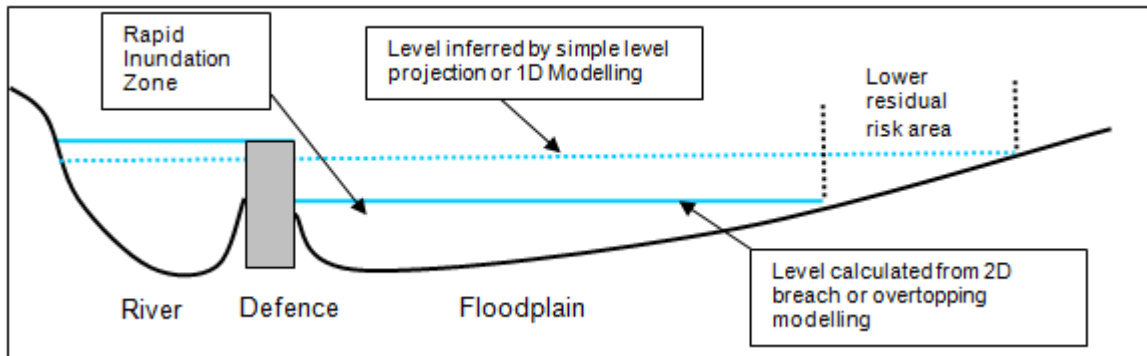 Rapid
Inundation
Zone
Level inferred by simple level
projection or 1D Modelling
Lower
residual
risk area
Level calculated from 2D
breach or overtopping
modelling
River
Defence
Floodplain